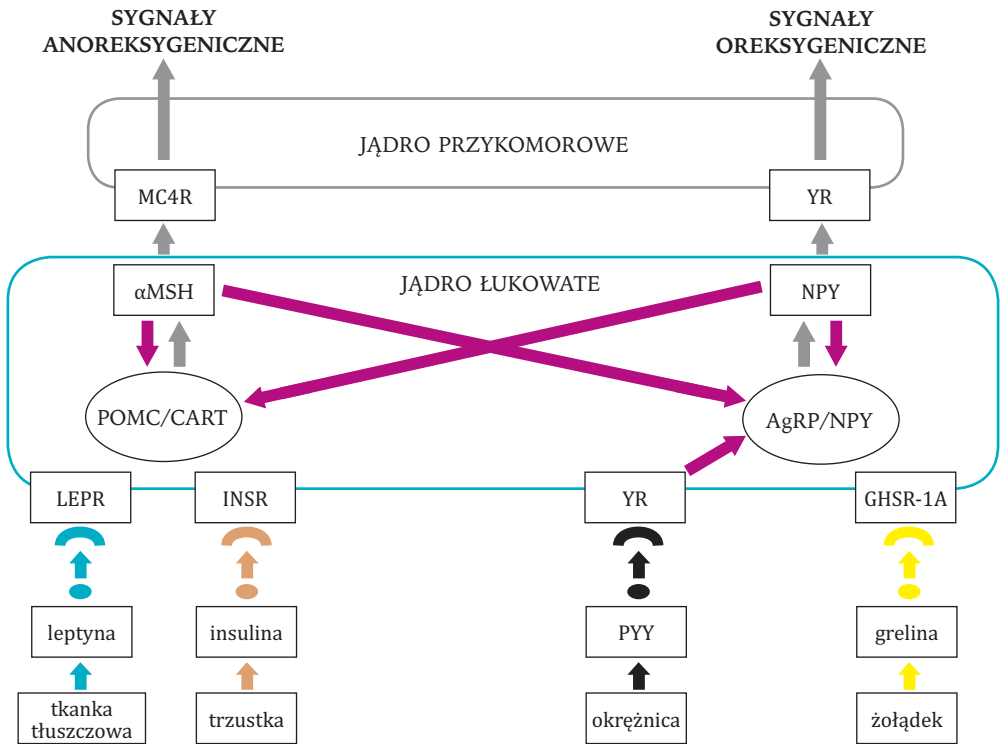 SYGNAŁY
ANOREKSYGENICZNE
SYGNAŁY
OREKSYGENICZNE
JĄDRO PRZYKOMOROWE
MC4R
YR
αMSH
JĄDRO ŁUKOWATE
NPY
POMC/CART
AgRP/NPY
LEPR
INSR
YR
GHSR-1A
leptyna
insulina
PYY
grelina
tkanka
tłuszczowa
trzustka
okrężnica
żołądek